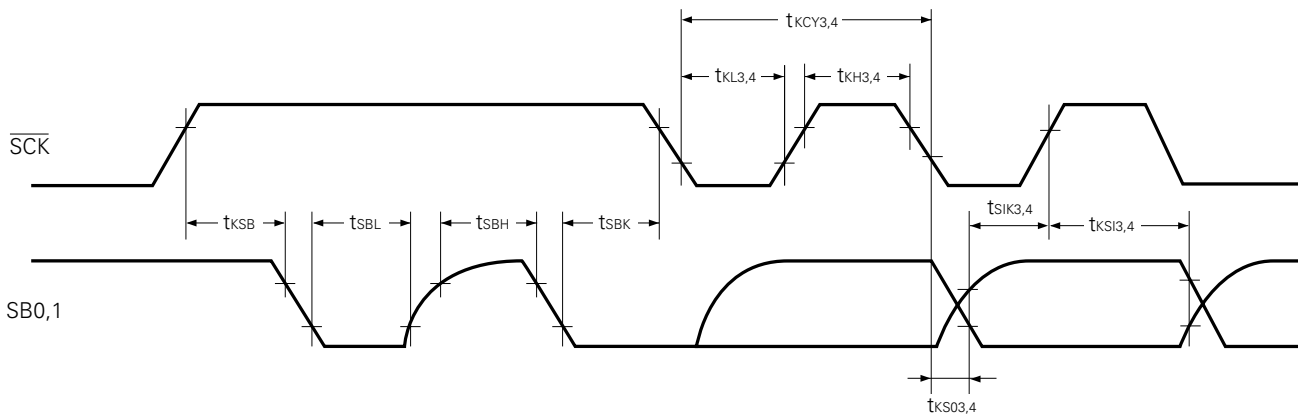 tKCY3,4
tKL3,4 tKH3,4
SCK
tKSB tSBL tSBH tSBK tSIK3,4 tKSI3,4
SB0,1
tKSO3,4